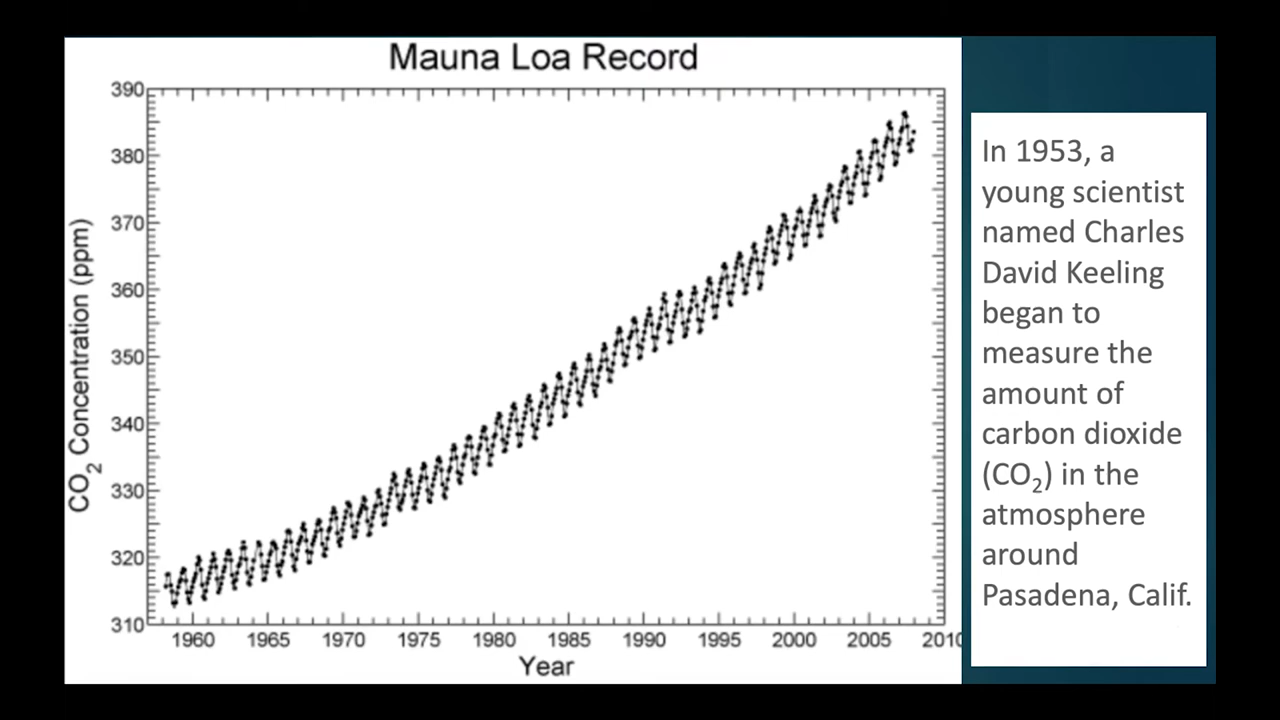 Mauna Loa Record
390
380
370
360
350
340
330
320
310
CO₂ Concentration (ppm)
1960 1965 1970 1975 1980 1985 1990 1995 2000 2005 2010
Year
In 1953, a
young scientist
named Charles
David Keeling
began to
measure the
amount of
carbon dioxide
(CO₂) in the
atmosphere
around
Pasadena, Calif.